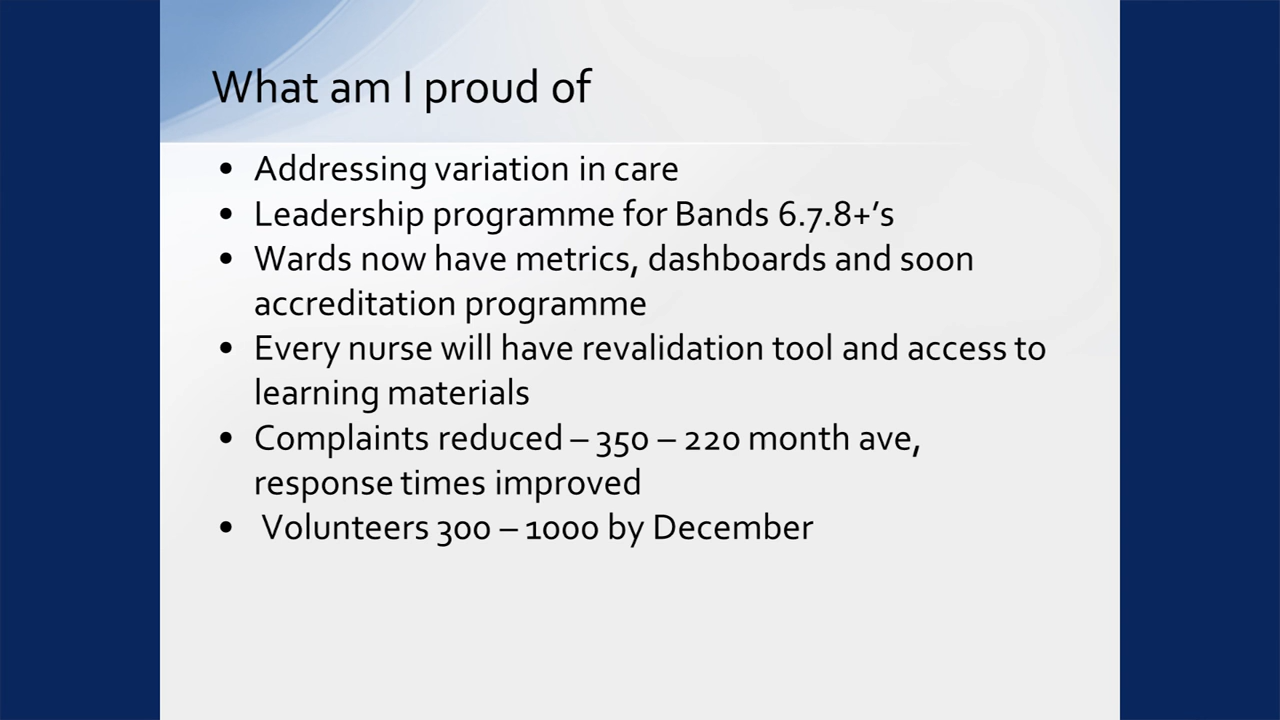 What am I proud of
• Addressing variation in care
• Leadership programme for Bands 6.7.8+’s
• Wards now have metrics, dashboards and soon
accreditation programme
• Every nurse will have revalidation tool and access to
learning materials
• Complaints reduced – 350 – 220 month ave,
response times improved
• Volunteers 300 – 1000 by December